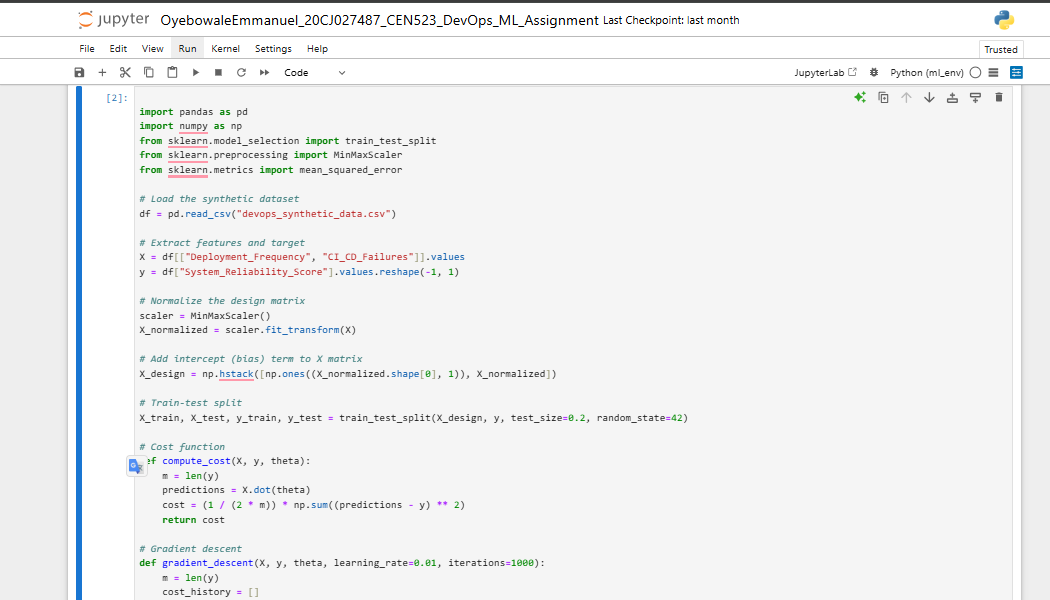 jupyter OyebowaleEmmanuel_20CJ027487_CEN523_DevOps_ML_Assignment Last Checkpoint: last month
File Edit View Run Kernel Settings Help
Trusted
Code
JupyterLab Python (ml_env)
[2]:
import pandas as pd
import numpy as np
from sklearn.model_selection import train_test_split
from sklearn.preprocessing import MinMaxScaler
from sklearn.metrics import mean_squared_error
# Load the synthetic dataset
df = pd.read_csv("devops_synthetic_data.csv")
# Extract features and target
X = df[["Deployment_Frequency", "CI_CD_Failures"]].values
y = df["System_Reliability_Score"].values.reshape(-1, 1)
# Normalize the design matrix
scaler = MinMaxScaler()
X_normalized = scaler.fit_transform(X)
# Add intercept (bias) term to X matrix
X_design = np.hstack([np.ones((X_normalized.shape[0], 1)), X_normalized])
# Train-test split
X_train, X_test, y_train, y_test = train_test_split(X_design, y, test_size=0.2, random_state=42)
# Cost function
ef compute_cost(X, y, theta):
m = len(y)
predictions = X.dot(theta)
cost = (1 / (2 * m)) * np.sum((predictions - y) ** 2)
return cost
# Gradient descent
def gradient_descent(X, y, theta, learning_rate=0.01, iterations=1000):
m = len(y)
cost_history = []